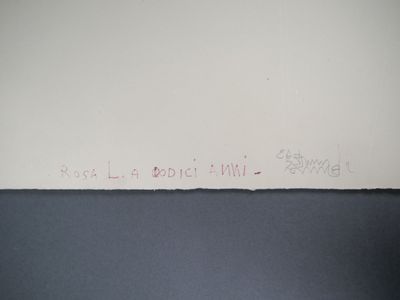 ROSA L. A DODICI ANNI -